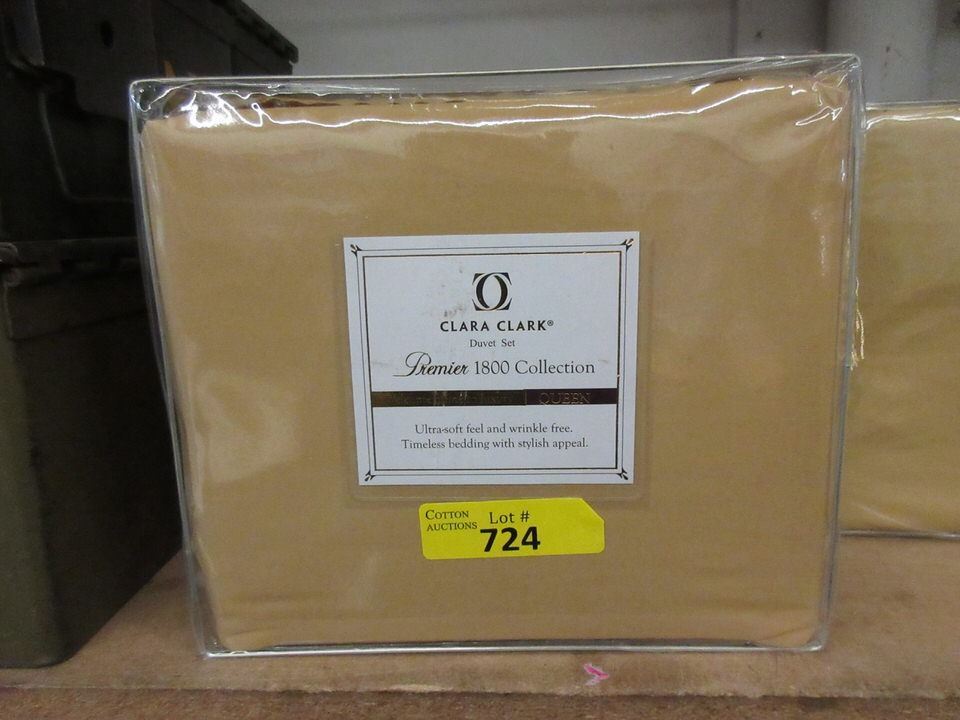 CLARA CLARK®
Duvet Set
Premier 1800 Collection
QUEEN
Ultra-soft feel and wrinkle free.
Timeless bedding with stylish appeal.
COTTON
AUCTIONS
Lot #
724